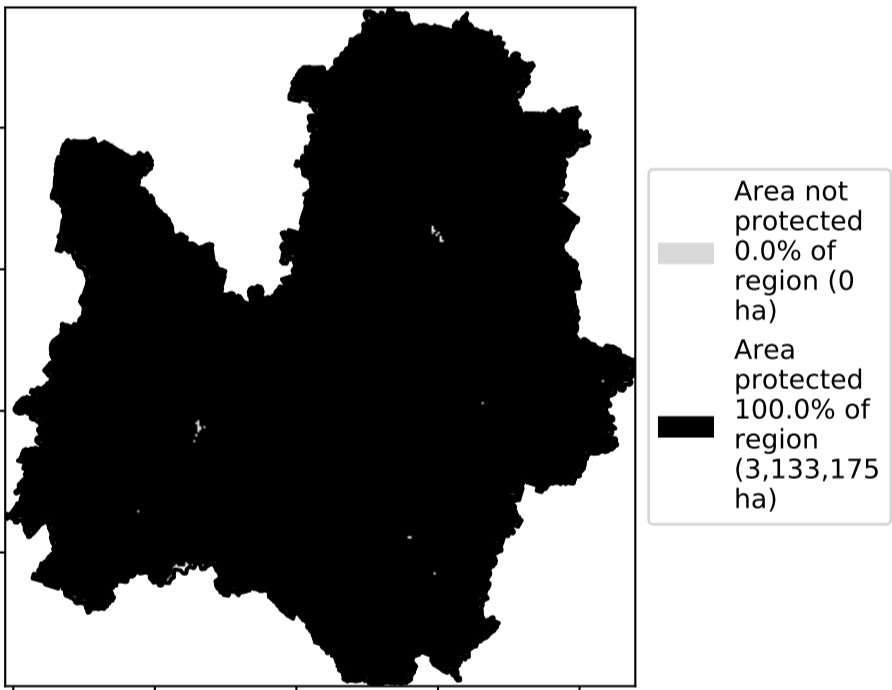 Area not
protected
0.0% of
region (0
ha)
Area
protected
100.0% of
region
(3,133,175
ha)